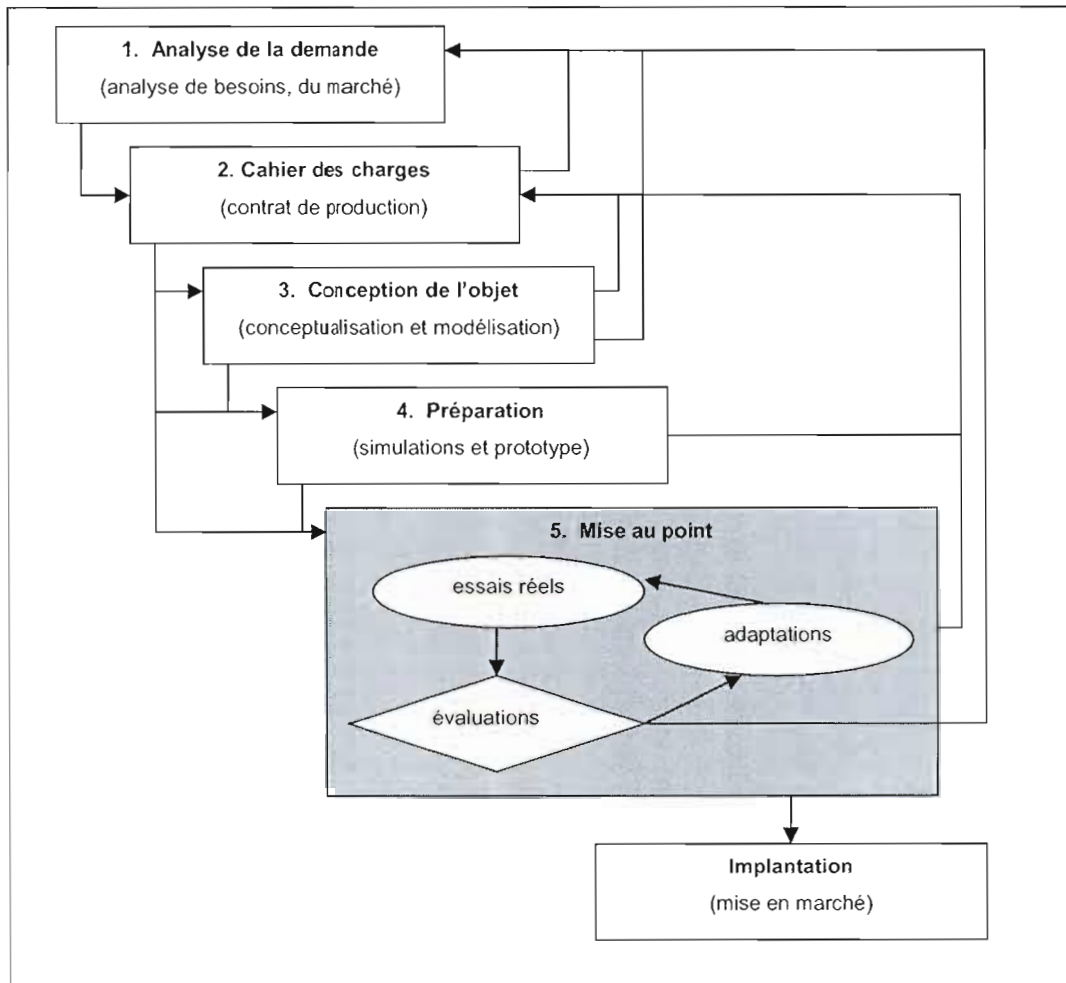 1. Analyse de la demande
(analyse de besoins, du marché)
2. Cahier des charges
(contrat de production)
3. Conception de l'objet
(conceptualisation et modélisation)
4. Préparation
(simulations et prototype)
5. Mise au point
essais réels
adaptations
évaluations
Implantation
(mise en marché)